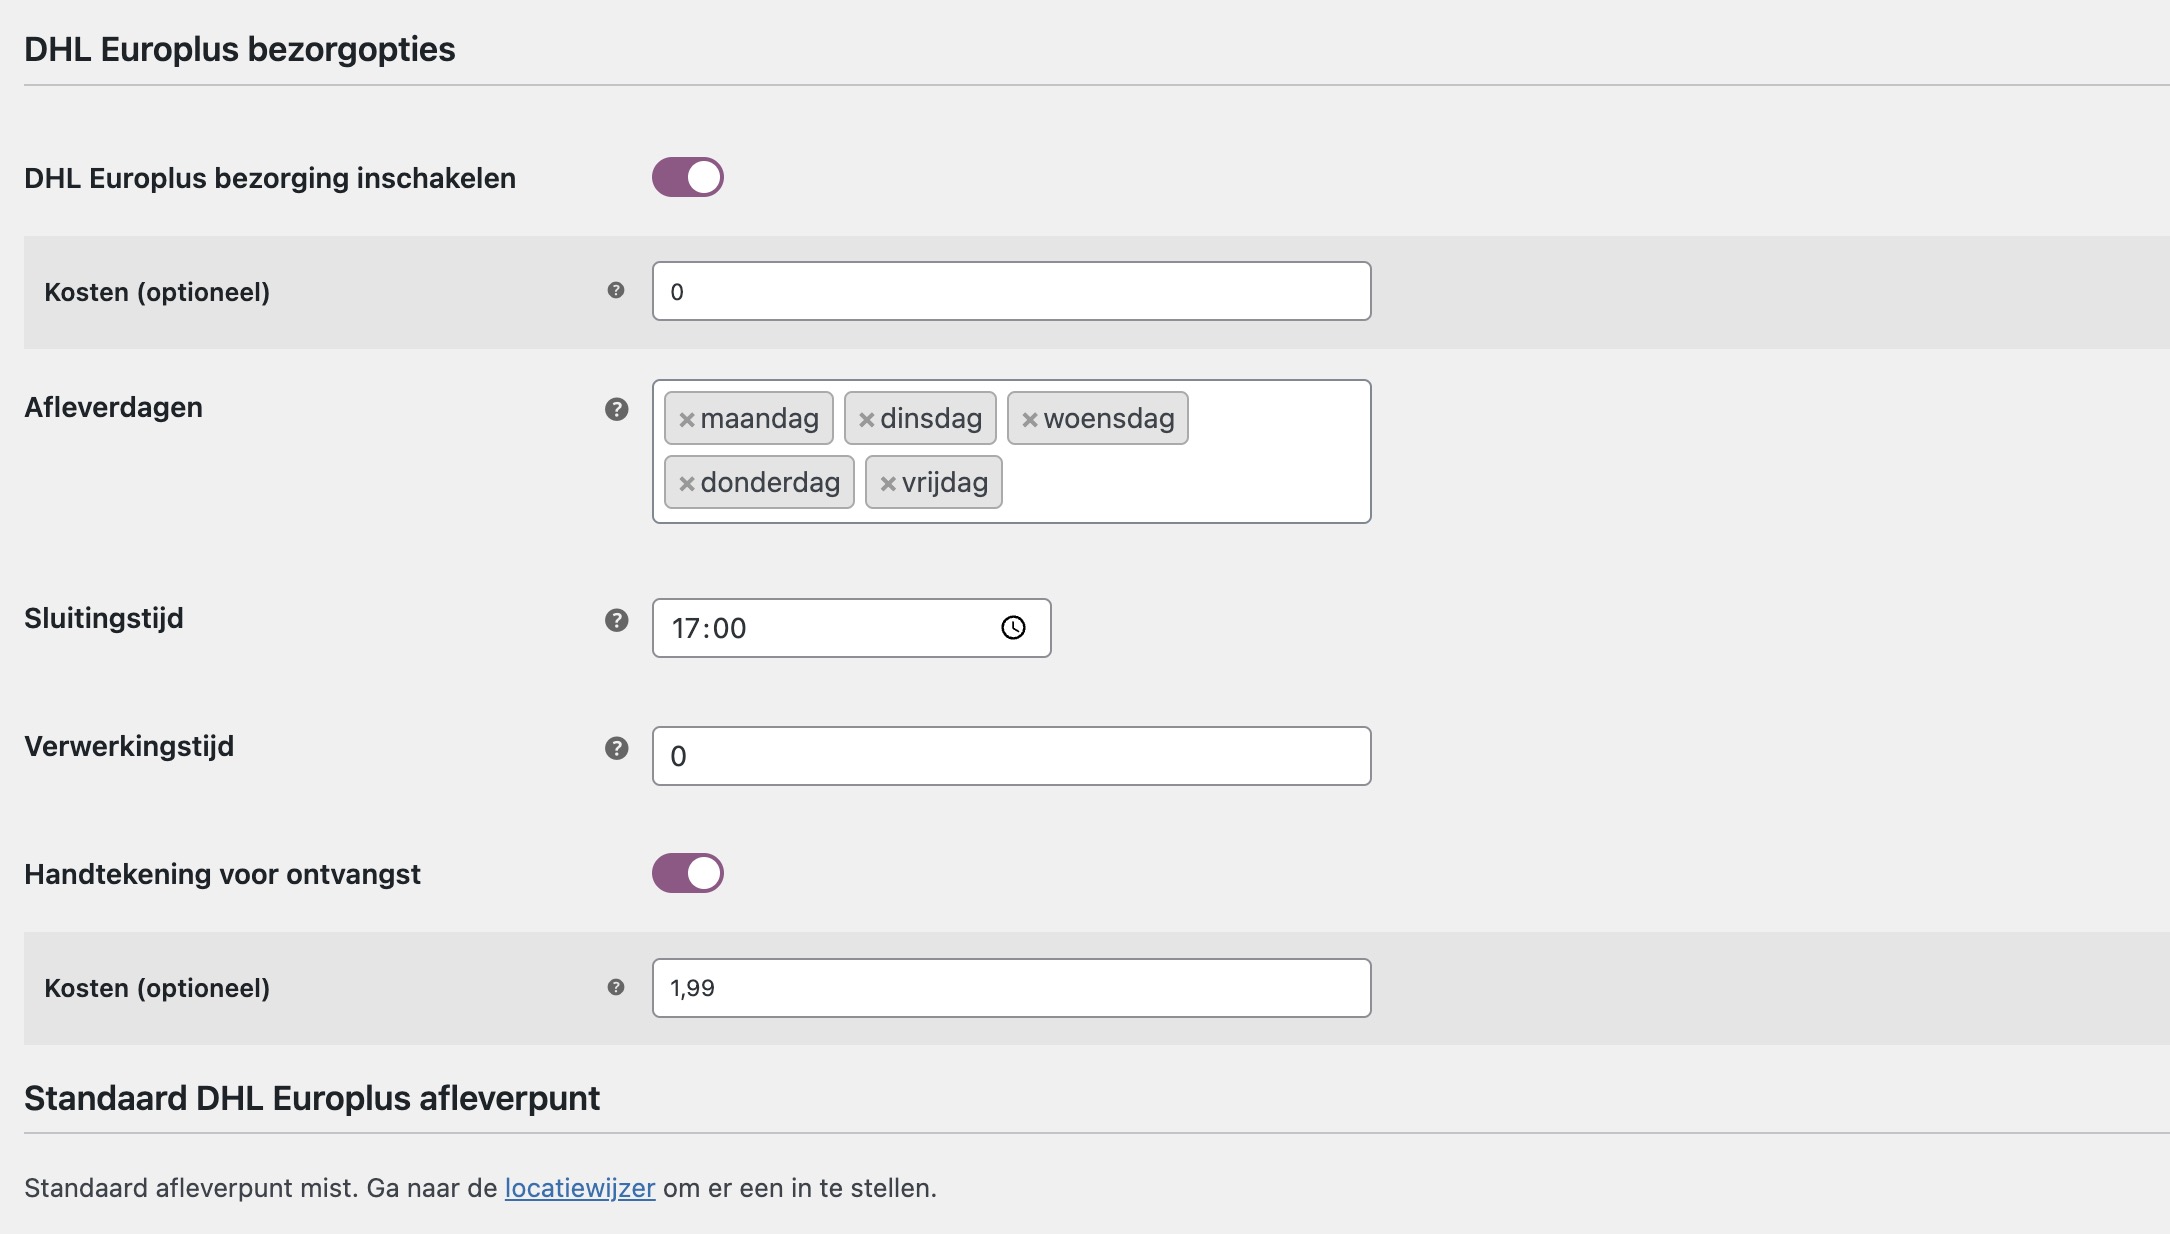 DHL Europlus bezorgopties
DHL Europlus bezorging inschakelen
Kosten (optioneel) ? 0
Afleverdagen ? ×maandag ×dinsdag ×woensdag
×donderdag ×vrijdag
Sluitingstijd ? 17:00
Verwerkingstijd ? 0
Handtekening voor ontvangst
Kosten (optioneel) ? 1,99
Standaard DHL Europlus afleverpunt
Standaard afleverpunt mist. Ga naar de locatiewijzer om er een in te stellen.